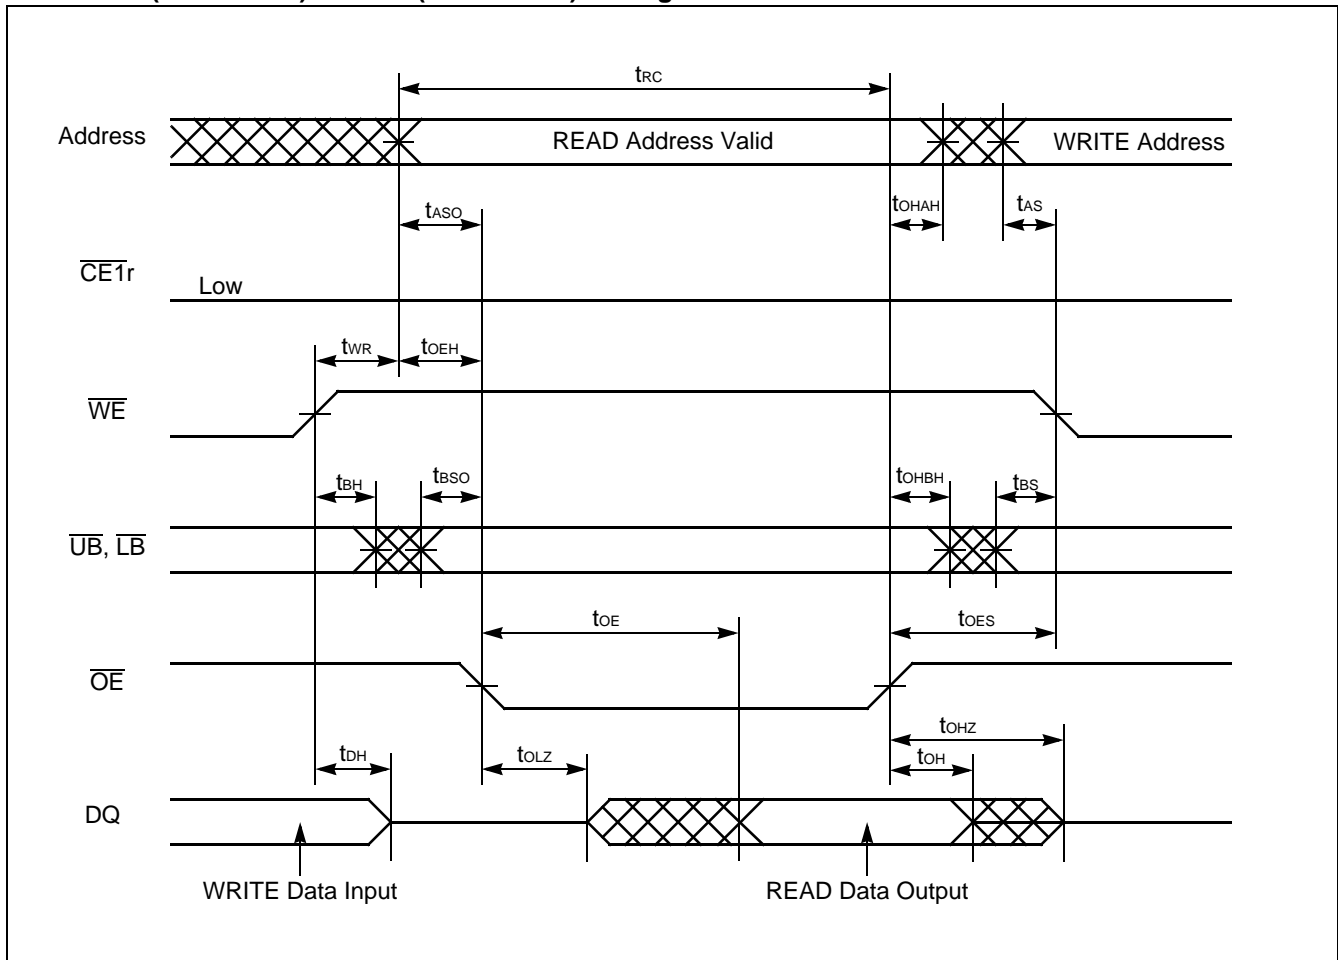 tRC
Address
READ Address Valid
WRITE Address
tASO
tOHAH
tAS
CE1r
Low
tWR
tOEH
WE
tBH
tBSO
tOHBH
tBS
UB, LB
tOE
tOES
OE
tOHZ
tDH
tOLZ
tOH
DQ
WRITE Data Input
READ Data Output